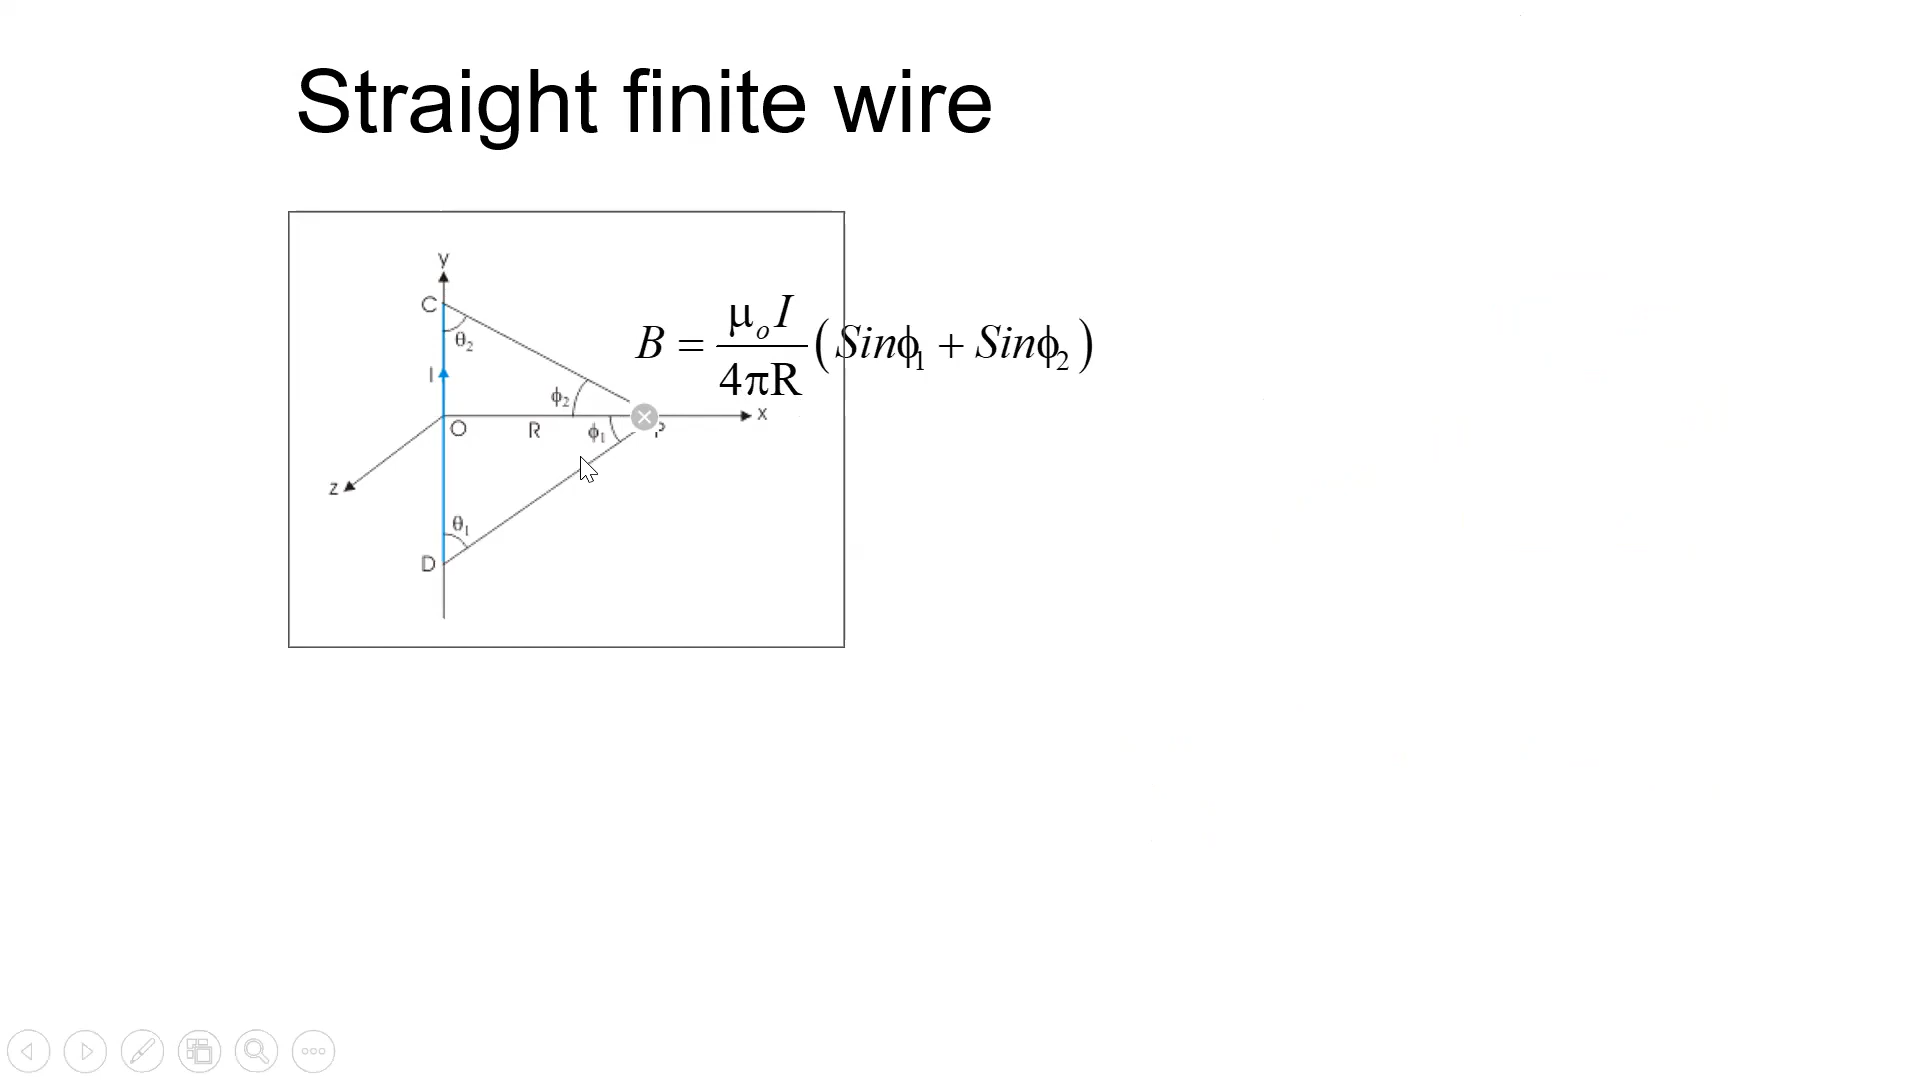 Straight finite wire
y
C
θ₂
I
B = μₒI / 4πR (Sinϕ₁ + Sinϕ₂)
ϕ₂
x
O
R
ϕ₁
P
z
θ₁
D